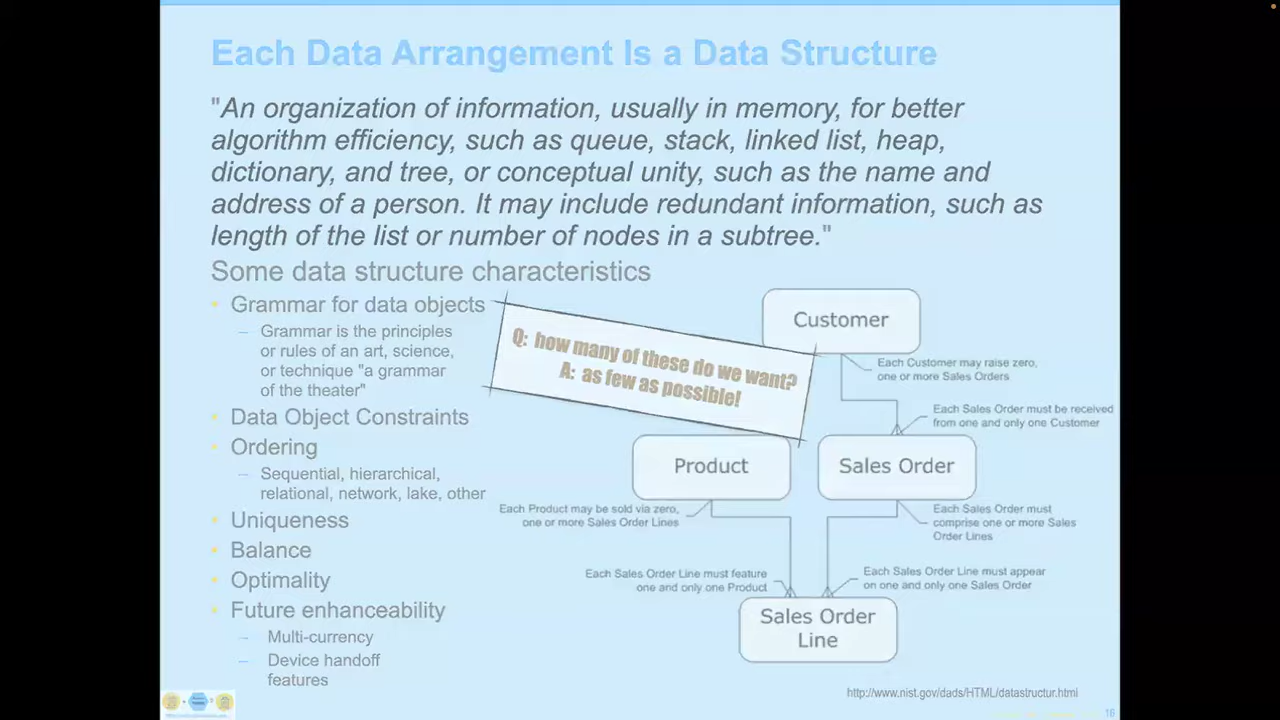 Each Data Arrangement Is a Data Structure
"An organization of information, usually in memory, for better
algorithm efficiency, such as queue, stack, linked list, heap,
dictionary, and tree, or conceptual unity, such as the name and
address of a person. It may include redundant information, such as
length of the list or number of nodes in a subtree."
Some data structure characteristics
• Grammar for data objects
– Grammar is the principles
or rules of an art, science,
or technique "a grammar
of the theater"
• Data Object Constraints
• Ordering
– Sequential, hierarchical,
relational, network, lake, other
• Uniqueness
• Balance
• Optimality
• Future enhanceability
– Multi-currency
– Device handoff
features
Q: how many of these do we want?
A: as few as possible!
Customer
Each Customer may raise zero,
one or more Sales Orders
Each Sales Order must be received
from one and only one Customer
Product
Sales Order
Each Product may be sold via zero,
one or more Sales Order Lines
Each Sales Order must
comprise one or more Sales
Order Lines
Each Sales Order Line must feature
one and only one Product
Each Sales Order Line must appear
on one and only one Sales Order
Sales Order
Line
http://www.nist.gov/dads/HTML/datastructur.html
16